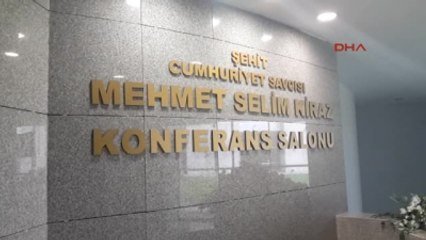 DHA
ŞEHİT
CUMHURİYET SAVCISI
MEHMET SELİM KİRAZ
KONFERANS SALONU